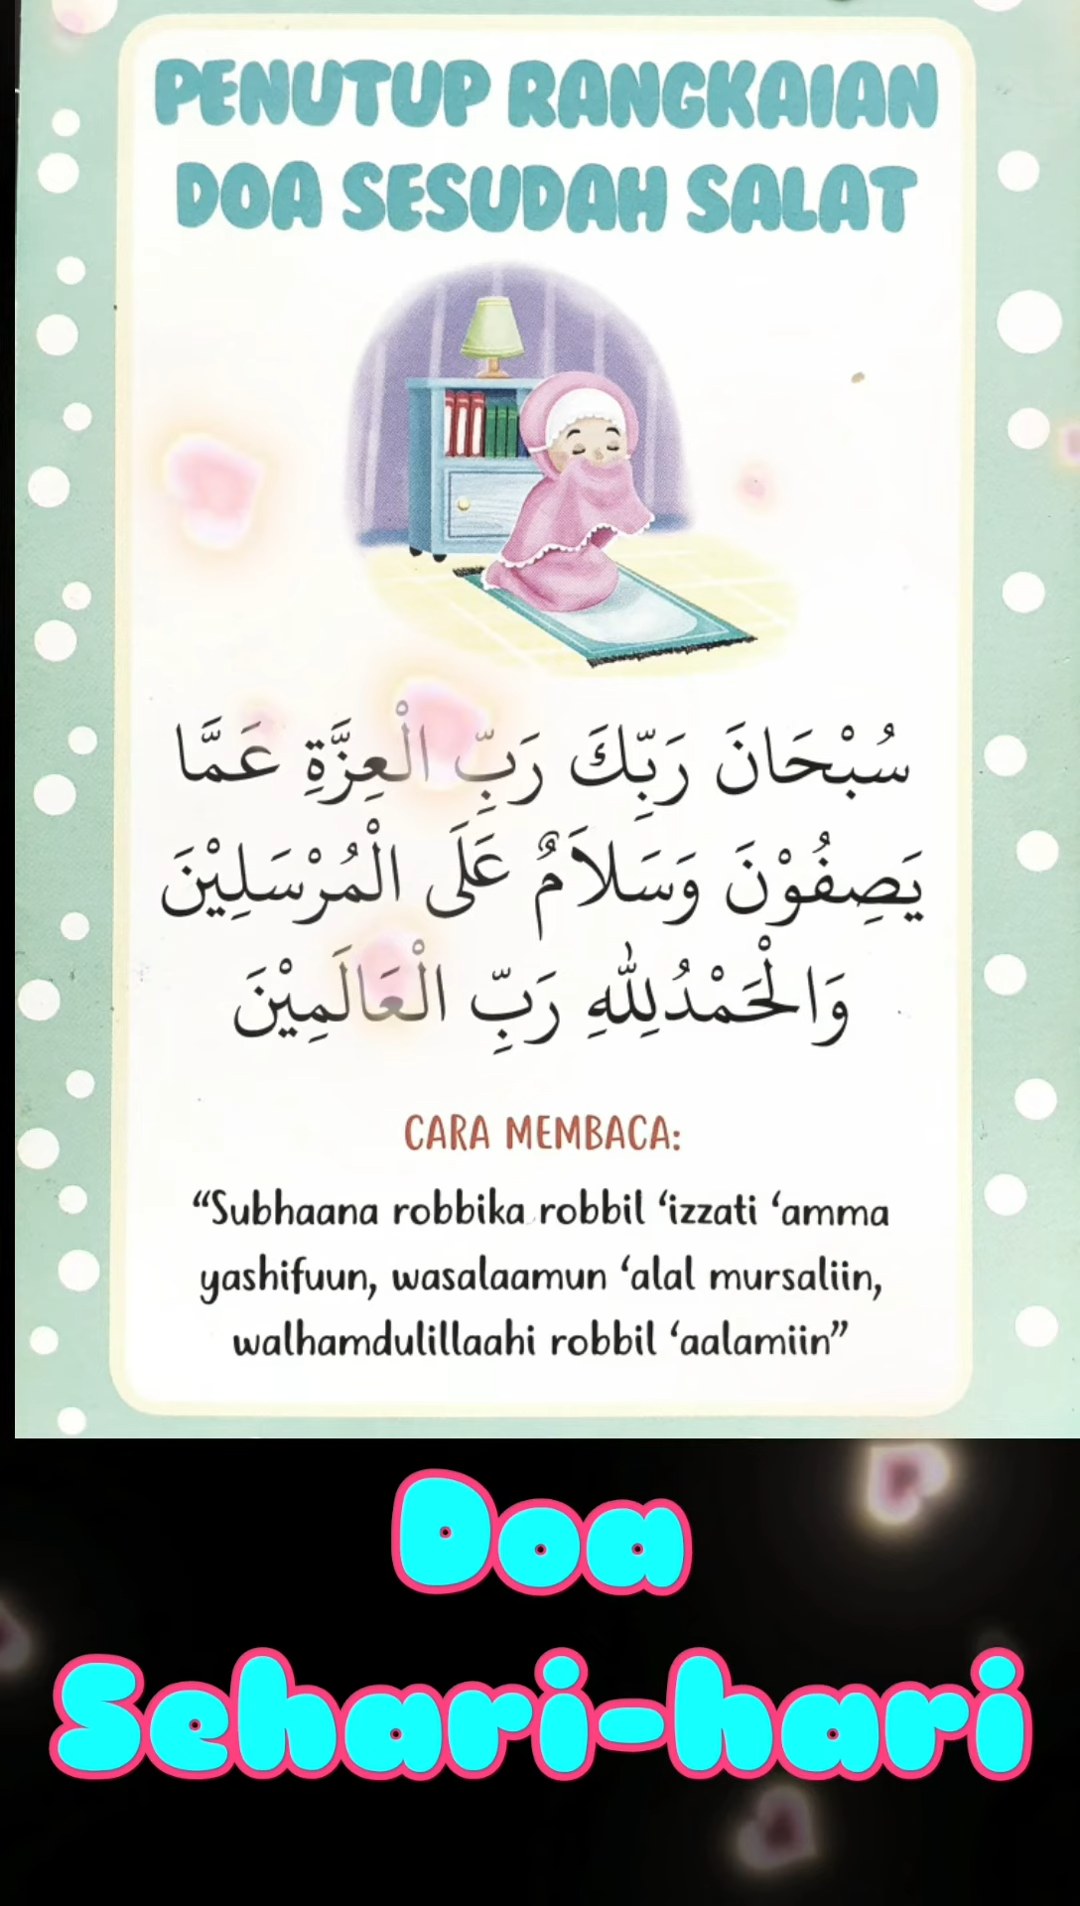 PENUTUP RANGKAIAN
DOA SESUDAH SALAT
سُبْحَانَ رَبِّكَ رَبِّ الْعِزَّةِ عَمَّا
يَصِفُوْنَ وَسَلَامٌ عَلَى الْمُرْسَلِيْنَ
وَالْحَمْدُلِلّٰهِ رَبِّ الْعَالَمِيْنَ
CARA MEMBACA:
“Subhaana robbika robbil ‘izzati ‘amma
yashifuun, wasalaamun ‘alal mursaliin,
walhamdulillaahi robbil ‘aalamiin”
Doa
Sehari-hari